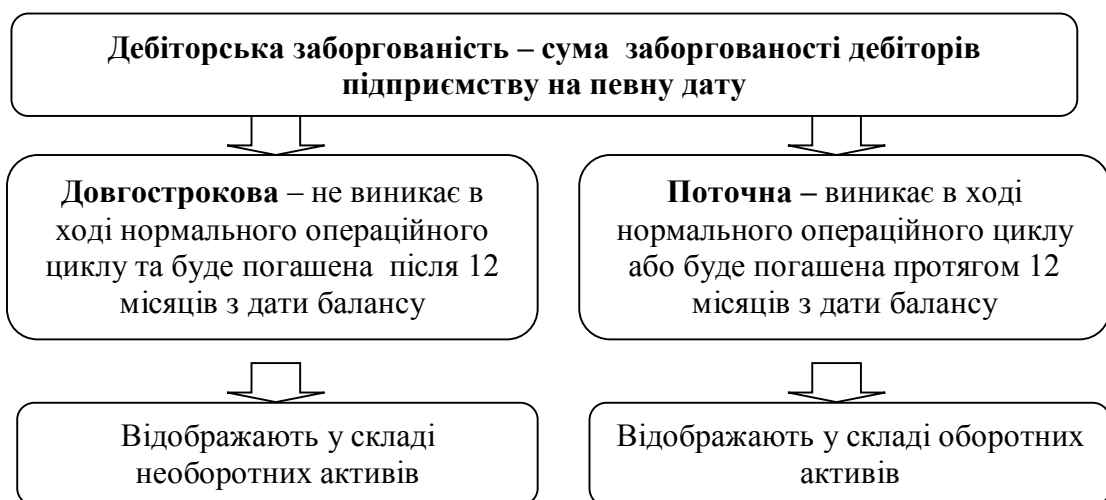 Дебіторська заборгованість – сума заборгованості дебіторів
підприємству на певну дату
Довгострокова – не виникає в
ході нормального операційного
циклу та буде погашена після 12
місяців з дати балансу
Поточна – виникає в ході
нормального операційного циклу
або буде погашена протягом 12
місяців з дати балансу
Відображають у складі
необоротних активів
Відображають у складі оборотних
активів